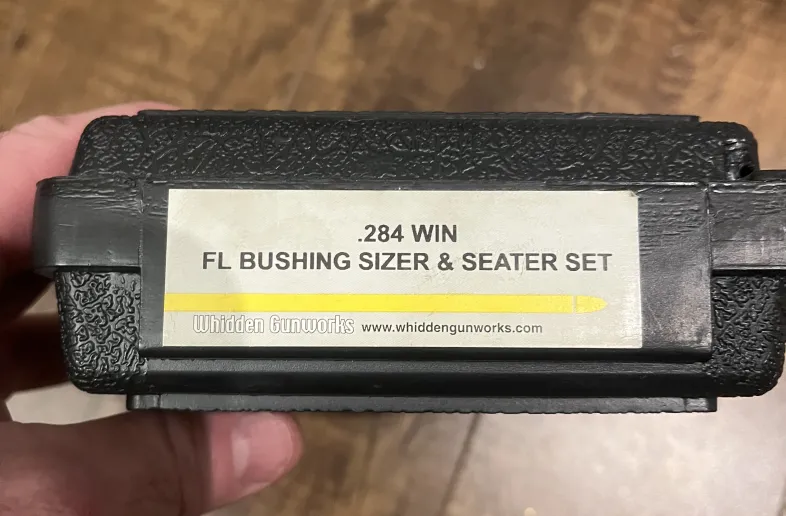 .284 WIN
FL BUSHING SIZER & SEATER SET
Whidden Gunworks www.whiddengunworks.com